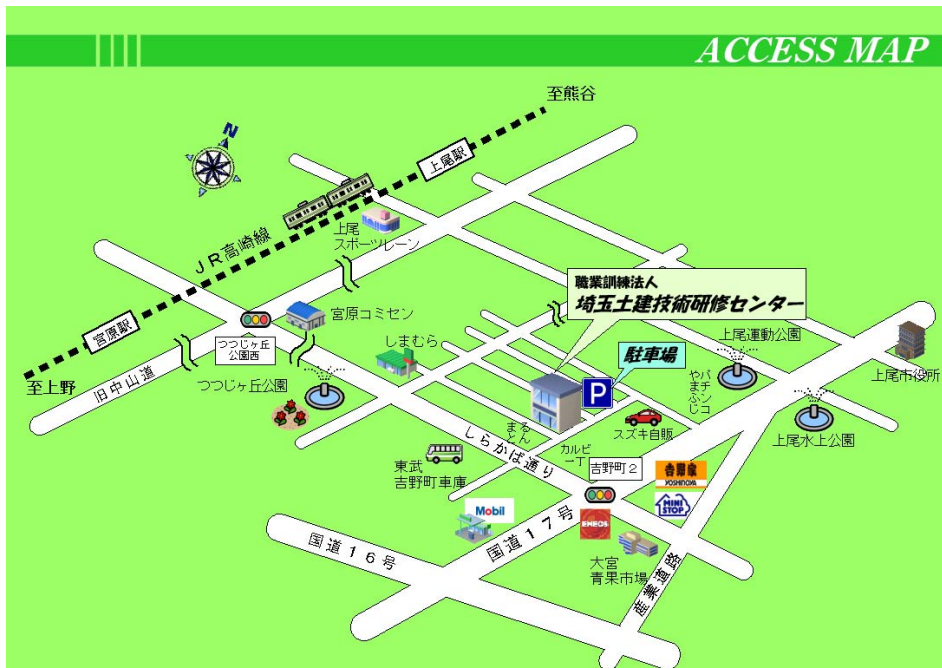 ACCESS MAP
至熊谷
N
上尾駅
JR高崎線
上尾
スポーツレーン
職業訓練法人
埼玉土建技術研修センター
宮原駅
宮原コミセン
つつじヶ丘
公園西
しまむら
駐車場
P
上尾運動公園
上尾市役所
至上野
旧中山道
つつじヶ丘公園
パチンコ
やまふじ
まる
とん
カルビ
一丁
スズキ自販
上尾水上公園
しらかば通り
東武
吉野町車庫
吉野町2
吉野家
YOSHINOYA
MINI
STOP
Mobil
ENEOS
国道16号
国道17号
大宮
青果市場
産業道路